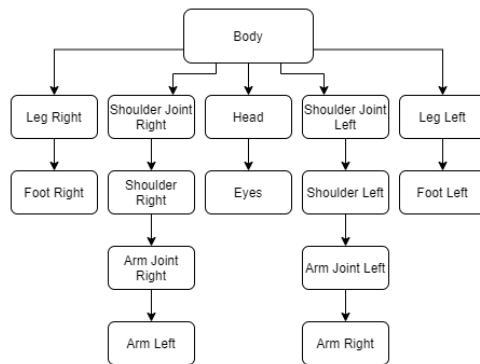 Body
Leg Right
Shoulder Joint
Right
Head
Shoulder Joint
Left
Leg Left
Foot Right
Shoulder
Right
Eyes
Shoulder Left
Foot Left
Arm Joint
Right
Arm Joint Left
Arm Left
Arm Right